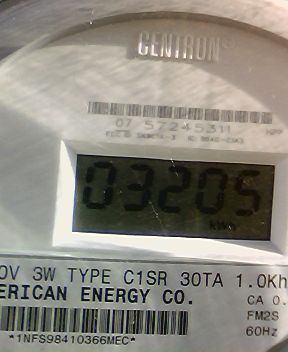 CENTRON®
07 57245311
03205
kWh
0V 3W TYPE C1SR 30TA 1.0Kh
ERICAN ENERGY CO.
CA 0.
FM2S
*1NFS98410366MEC*
60Hz